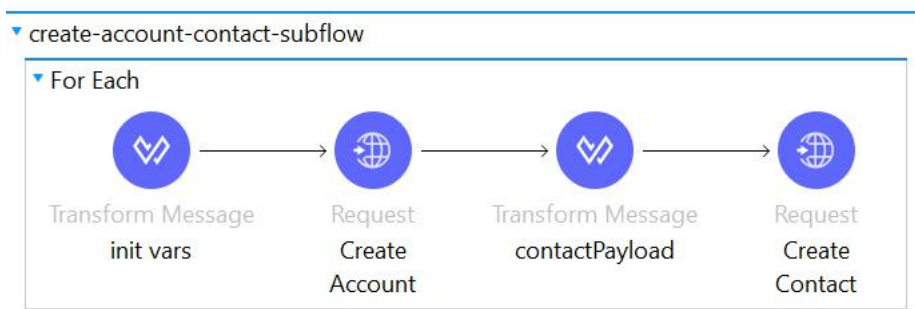 create-account-contact-subflow
For Each
Transform Message
init vars
Request
Create
Account
Transform Message
contactPayload
Request
Create
Contact